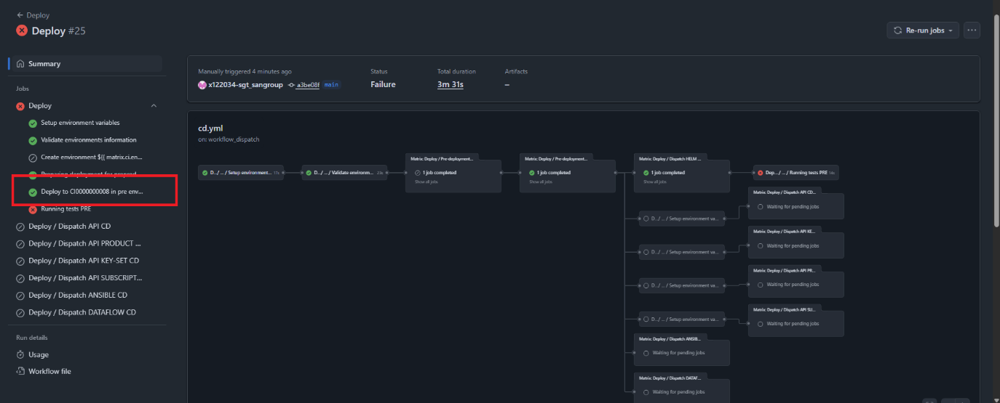 ← Deploy
Deploy #25
Re-run jobs
Summary
Jobs
Deploy
Setup environment variables
Validate environments information
Create environment ${{ matrix.ci.en...
Preparing deployment for preprod
Deploy to CI0000000008 in pre env...
Running tests PRE
Deploy / Dispatch API CD
Deploy / Dispatch API PRODUCT ...
Deploy / Dispatch API KEY-SET CD
Deploy / Dispatch API SUBSCRIPT...
Deploy / Dispatch ANSIBLE CD
Deploy / Dispatch DATAFLOW CD
Run details
Usage
Workflow file
Manually triggered 4 minutes ago
x122034-sgt_sangroup a3be08f main
Status
Failure
Total duration
3m 31s
Artifacts
–
cd.yml
on: workflow_dispatch
D.../ ... / Setup environment... 17s
D.../ ... / Validate environm... 23s
Matrix: Deploy / Pre-deployment...
1 job completed
Show all jobs
Matrix: Deploy / Pre-deployment...
1 job completed
Show all jobs
Matrix: Deploy / Dispatch HELM ...
1 job completed
Show all jobs
Dep.../ ... / Running tests PRE 14s
Matrix: Deploy / Dispatch API CD...
Waiting for pending jobs
D.../ ... / Setup environment va...
Matrix: Deploy / Dispatch API KE...
Waiting for pending jobs
D.../ ... / Setup environment va...
Matrix: Deploy / Dispatch API PR...
Waiting for pending jobs
D.../ ... / Setup environment va...
Matrix: Deploy / Dispatch API SU...
Waiting for pending jobs
D.../ ... / Setup environment va...
Matrix: Deploy / Dispatch ANSIB...
Waiting for pending jobs
Matrix: Deploy / Dispatch DATAF...
Waiting for pending jobs